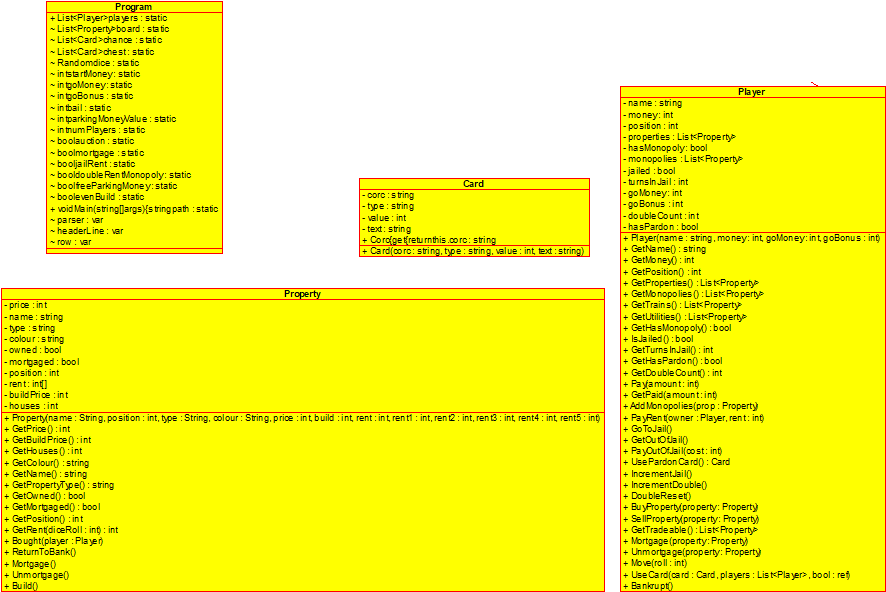 Program
+ List<Player>players : static
~ List<Property>board : static
~ List<Card>chance : static
~ List<Card>chest : static
~ Randomdice : static
~ intstartMoney: static
~ intgoMoney: static
~ intgoBonus : static
~ intbail : static
~ intparkingMoneyValue : static
~ intnumPlayers : static
~ boolauction : static
~ boolmortgage : static
~ booljailRent : static
~ booldoubleRentMonopoly: static
~ boolfreeParkingMoney: static
~ boolevenBuild : static
+ voidMain(string[]args){stringpath : static
~ parser : var
~ headerLine : var
~ row : var
Card
- corc : string
- type : string
- value : int
- text : string
+ Corc{get{returnthis.corc : string
+ Card(corc : string, type : string, value : int, text : string)
Player
- name : string
- money: int
- position : int
- properties : List<Property>
- hasMonopoly: bool
- monopolies : List<Property>
- jailed : bool
- turnsInJail : int
- goMoney: int
- goBonus : int
- doubleCount : int
- hasPardon : bool
+ Player(name : string, money: int, goMoney: int, goBonus : int)
+ GetName() : string
+ GetMoney() : int
+ GetPosition() : int
+ GetProperties() : List<Property>
+ GetMonopolies() : List<Property>
+ GetTrains() : List<Property>
+ GetUtilities() : List<Property>
+ GetHasMonopoly() : bool
+ IsJailed() : bool
+ GetTurnsInJail() : int
+ GetHasPardon() : bool
+ GetDoubleCount() : int
+ Pay(amount : int)
+ GetPaid(amount : int)
+ AddMonopolies(prop : Property)
+ PayRent(owner : Player, rent : int)
+ GoToJail()
+ GetOutOfJail()
+ PayOutOfJail(cost : int)
+ UsePardonCard() : Card
+ IncrementJail()
+ IncrementDouble()
+ DoubleReset()
+ BuyProperty(property: Property)
+ SellProperty(property: Property)
+ GetTradeable() : List<Property>
+ Mortgage(property: Property)
+ Unmortgage(property: Property)
+ Move(roll : int)
+ UseCard(card : Card, players : List<Player>, bool : ref)
+ Bankrupt()
Property
- price : int
- name : string
- type : string
- colour : string
- owned : bool
- mortgaged : bool
- position : int
- rent : int[]
- buildPrice : int
- houses : int
+ Property(name : String, position : int, type : String, colour : String, price : int, build : int, rent : int, rent1 : int, rent2 : int, rent3 : int, rent4 : int, rent5 : int)
+ GetPrice() : int
+ GetBuildPrice() : int
+ GetHouses() : int
+ GetColour() : string
+ GetName() : string
+ GetPropertyType() : string
+ GetOwned() : bool
+ GetMortgaged() : bool
+ GetPosition() : int
+ GetRent(diceRoll : int) : int
+ Bought(player : Player)
+ ReturnToBank()
+ Mortgage()
+ Unmortgage()
+ Build()